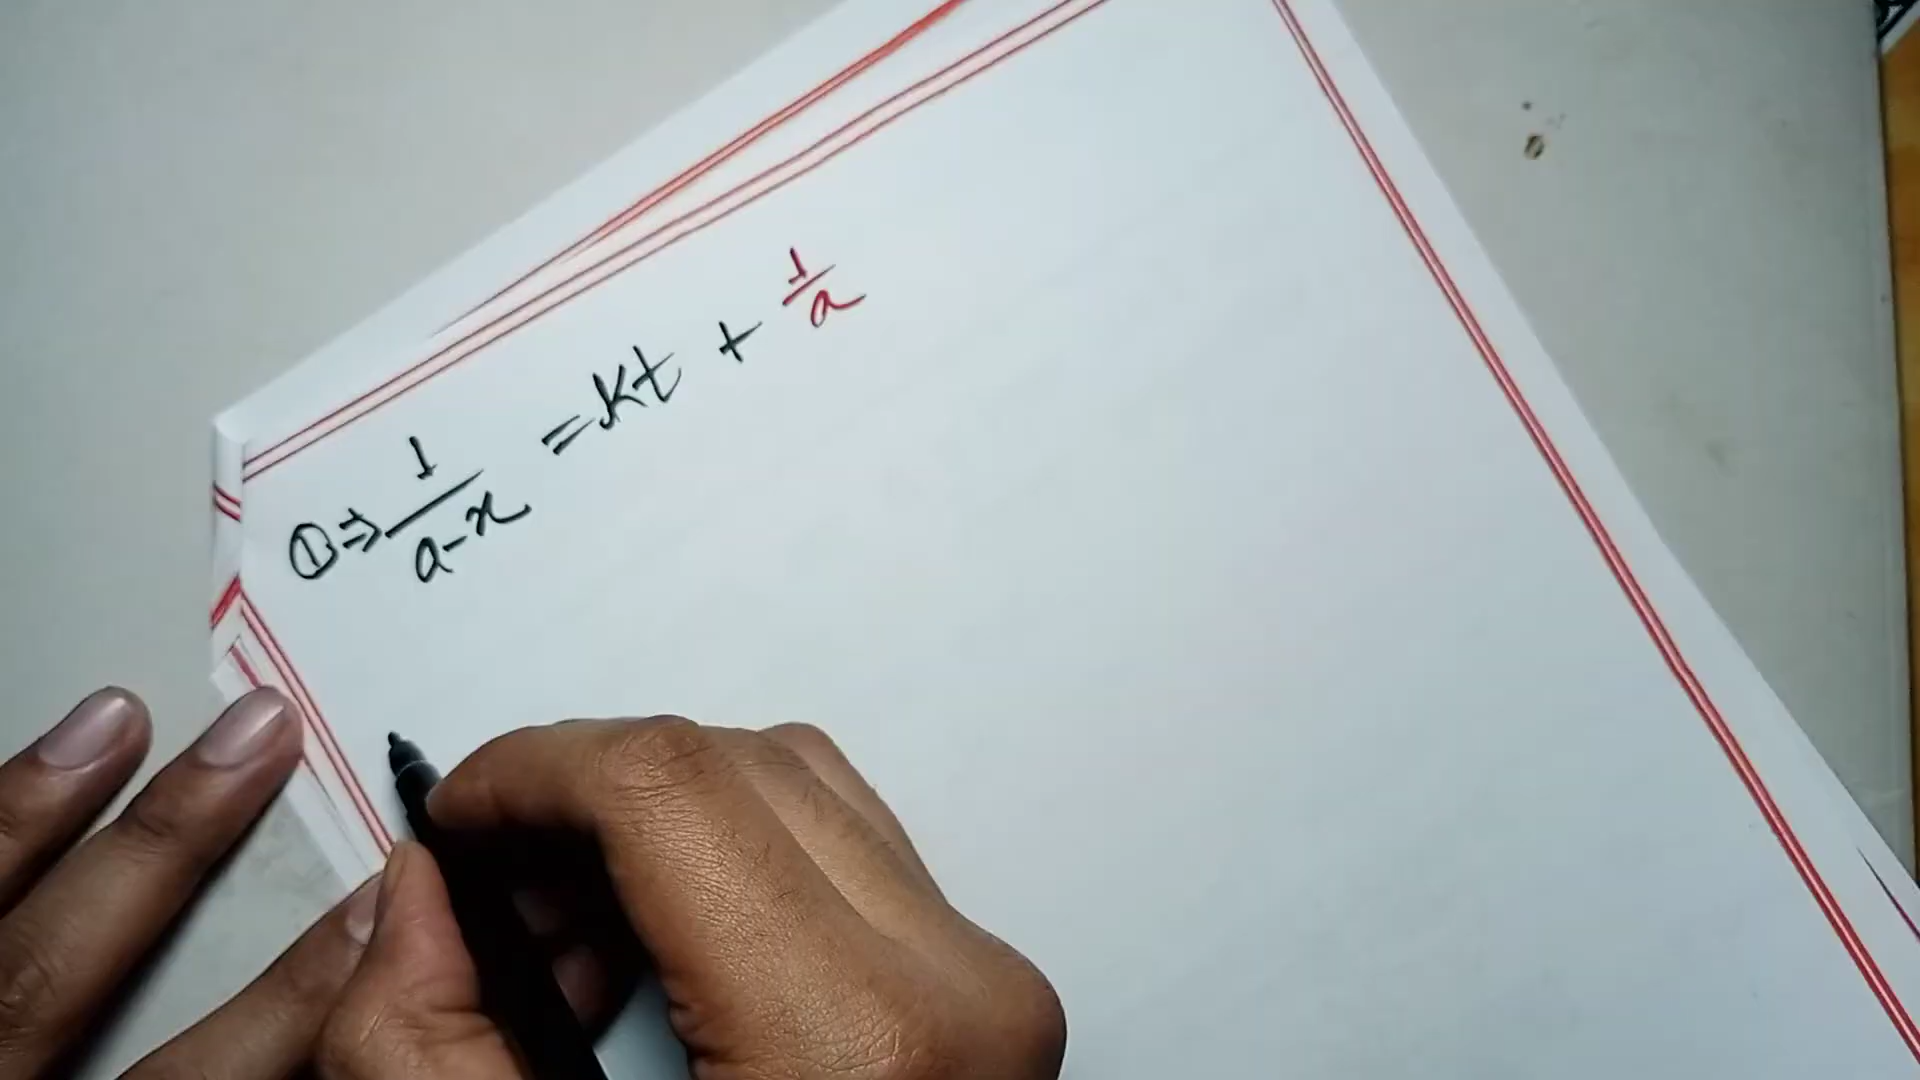 ① ⇒ 1/(a-x) = kt + 1/a